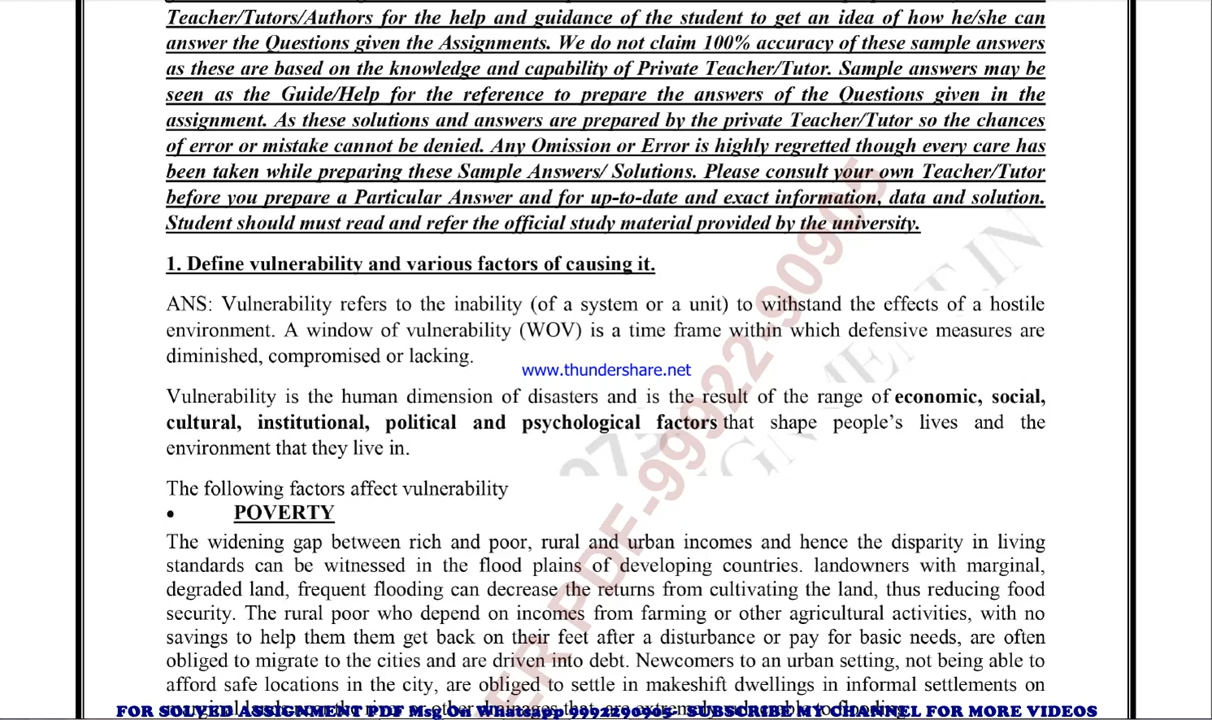 Teacher/Tutors/Authors for the help and guidance of the student to get an idea of how he/she can
answer the Questions given the Assignments. We do not claim 100% accuracy of these sample answers
as these are based on the knowledge and capability of Private Teacher/Tutor. Sample answers may be
seen as the Guide/Help for the reference to prepare the answers of the Questions given in the
assignment. As these solutions and answers are prepared by the private Teacher/Tutor so the chances
of error or mistake cannot be denied. Any Omission or Error is highly regretted though every care has
been taken while preparing these Sample Answers/ Solutions. Please consult your own Teacher/Tutor
before you prepare a Particular Answer and for up-to-date and exact information, data and solution.
Student should must read and refer the official study material provided by the university.
1. Define vulnerability and various factors of causing it.
ANS: Vulnerability refers to the inability (of a system or a unit) to withstand the effects of a hostile
environment. A window of vulnerability (WOV) is a time frame within which defensive measures are
diminished, compromised or lacking.
www.thundershare.net
Vulnerability is the human dimension of disasters and is the result of the range of economic, social,
cultural, institutional, political and psychological factors that shape people's lives and the
environment that they live in.
The following factors affect vulnerability
• POVERTY
The widening gap between rich and poor, rural and urban incomes and hence the disparity in living
standards can be witnessed in the flood plains of developing countries. landowners with marginal,
degraded land, frequent flooding can decrease the returns from cultivating the land, thus reducing food
security. The rural poor who depend on incomes from farming or other agricultural activities, with no
savings to help them them get back on their feet after a disturbance or pay for basic needs, are often
obliged to migrate to the cities and are driven into debt. Newcomers to an urban setting, not being able to
afford safe locations in the city, are obliged to settle in makeshift dwellings in informal settlements on
FOR SOLVED ASSIGNMENT PDF Msg On Whatsapp 9992290905 SUBSCRIBE MY CHANNEL FOR MORE VIDEOS
ER PDF-99922-90905